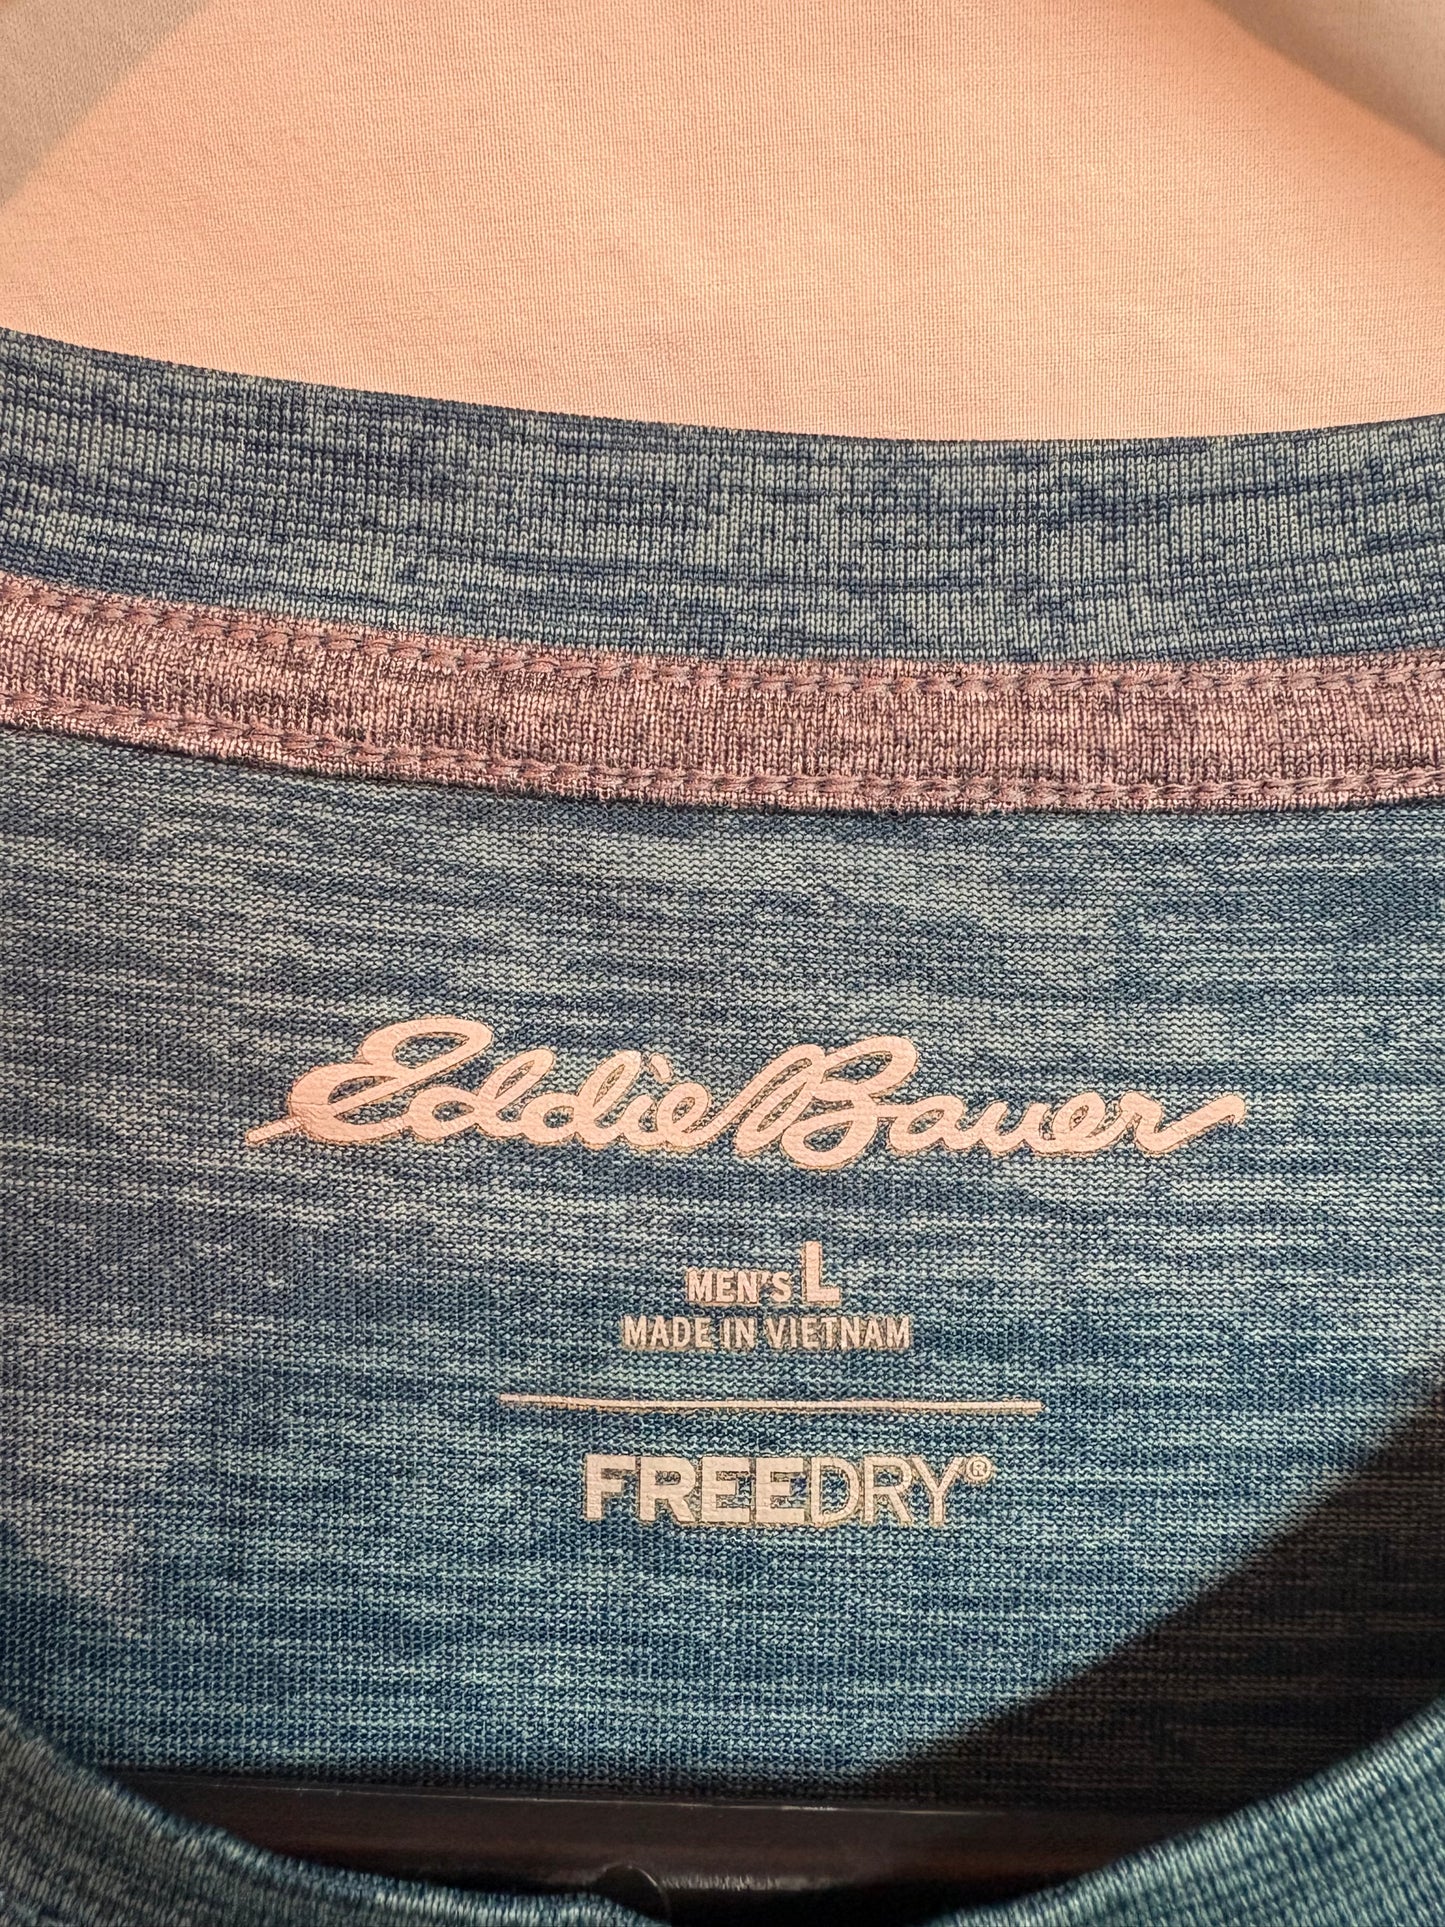 Eddie Bauer
MEN'S L
MADE IN VIETNAM
FREEDRY®